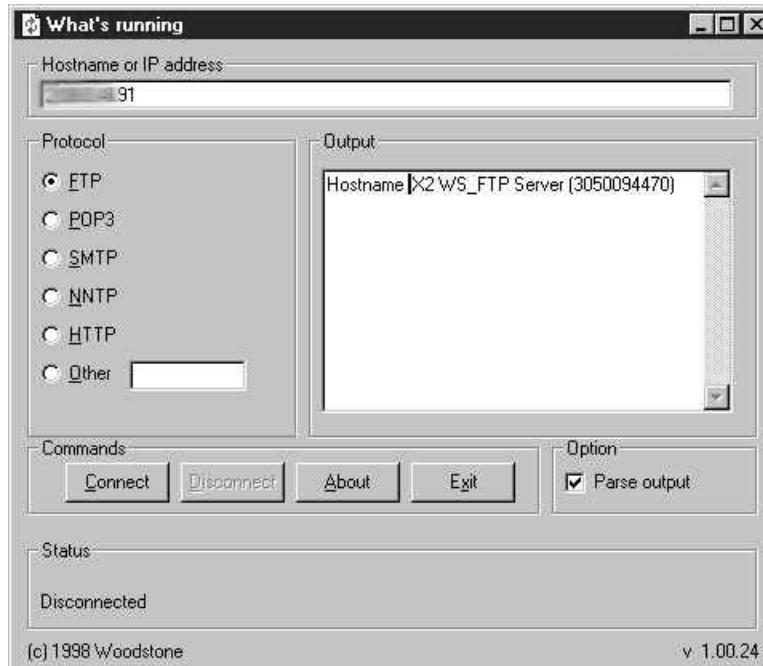 What's running
Hostname or IP address
.91
Protocol
FTP
POP3
SMTP
NNTP
HTTP
Other
Output
Hostname X2 WS_FTP Server (3050094470)
Commands
Connect
Disconnect
About
Exit
Option
Parse output
Status
Disconnected
(c) 1998 Woodstone
v 1.00.24